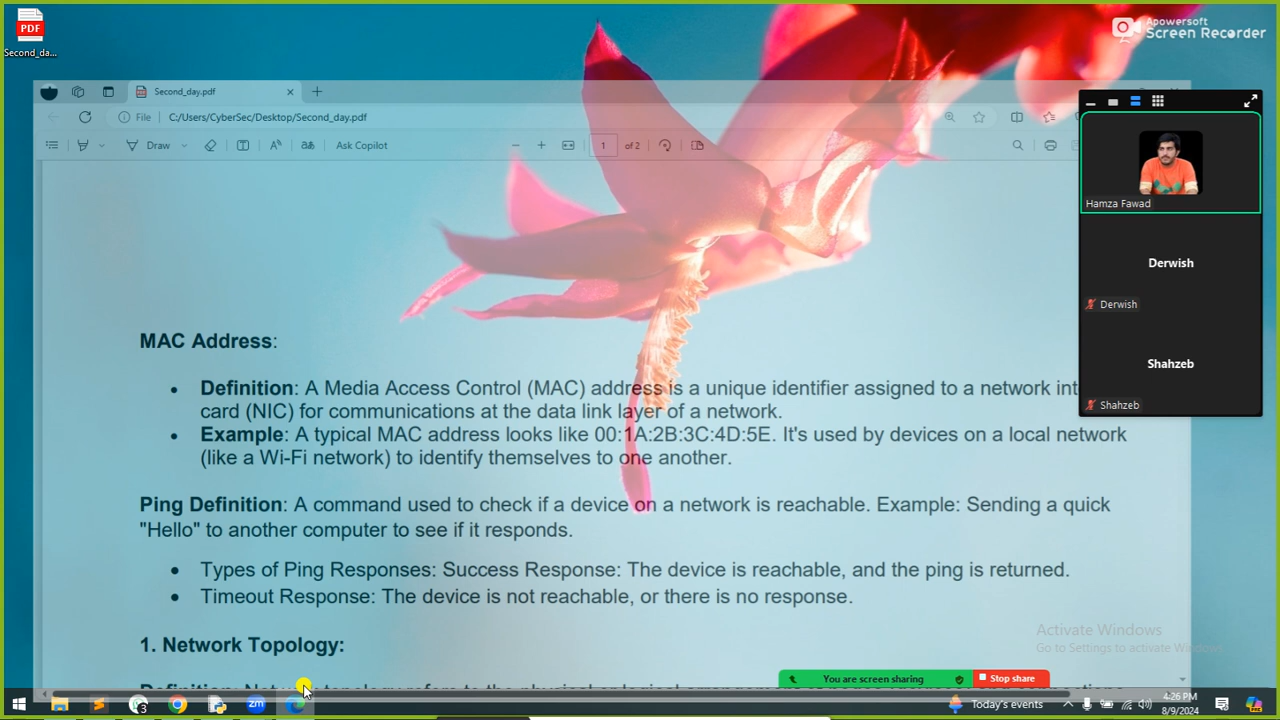 PDF
Second_da...
Apowersoft
Screen Recorder
Second_day.pdf
File
C:/Users/CyberSec/Desktop/Second_day.pdf
Draw
Ask Copilot
1
of 2
Hamza Fawad
Derwish
Derwish
Shahzeb
Shahzeb
MAC Address:
• Definition: A Media Access Control (MAC) address is a unique identifier assigned to a network
card (NIC) for communications at the data link layer of a network.
• Example: A typical MAC address looks like 00:1A:2B:3C:4D:5E. It's used by devices on a local network
(like a Wi-Fi network) to identify themselves to one another.
Ping Definition: A command used to check if a device on a network is reachable. Example: Sending a quick
"Hello" to another computer to see if it responds.
• Types of Ping Responses: Success Response: The device is reachable, and the ping is returned.
• Timeout Response: The device is not reachable, or there is no response.
1. Network Topology:
Activate Windows
Go to Settings to activate Windows.
You are screen sharing
Stop share
3
zm
Today's events
4:26 PM
8/9/2024